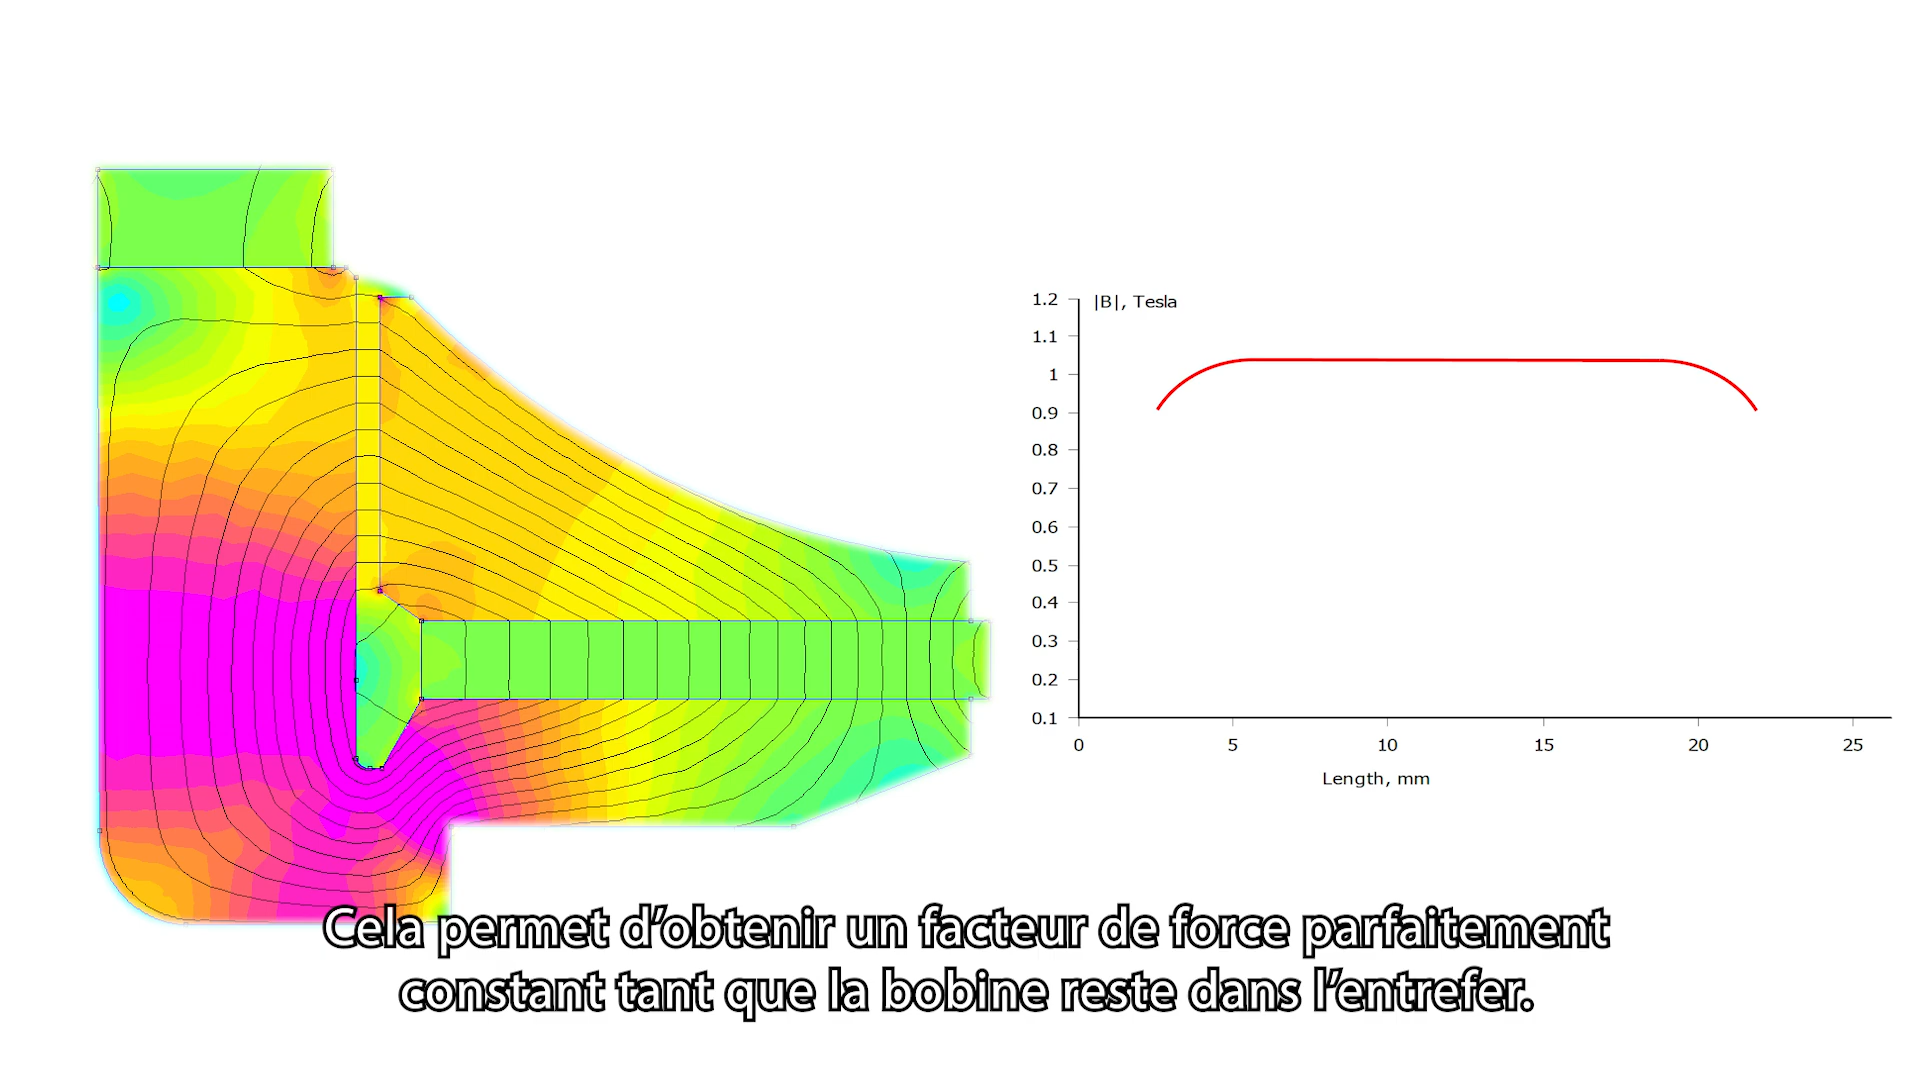 1.2 |B|, Tesla
1.1
1
0.9
0.8
0.7
0.6
0.5
0.4
0.3
0.2
0.1
0 5 10 15 20 25
Length, mm
Cela permet d’obtenir un facteur de force parfaitement
constant tant que la bobine reste dans l’entrefer.